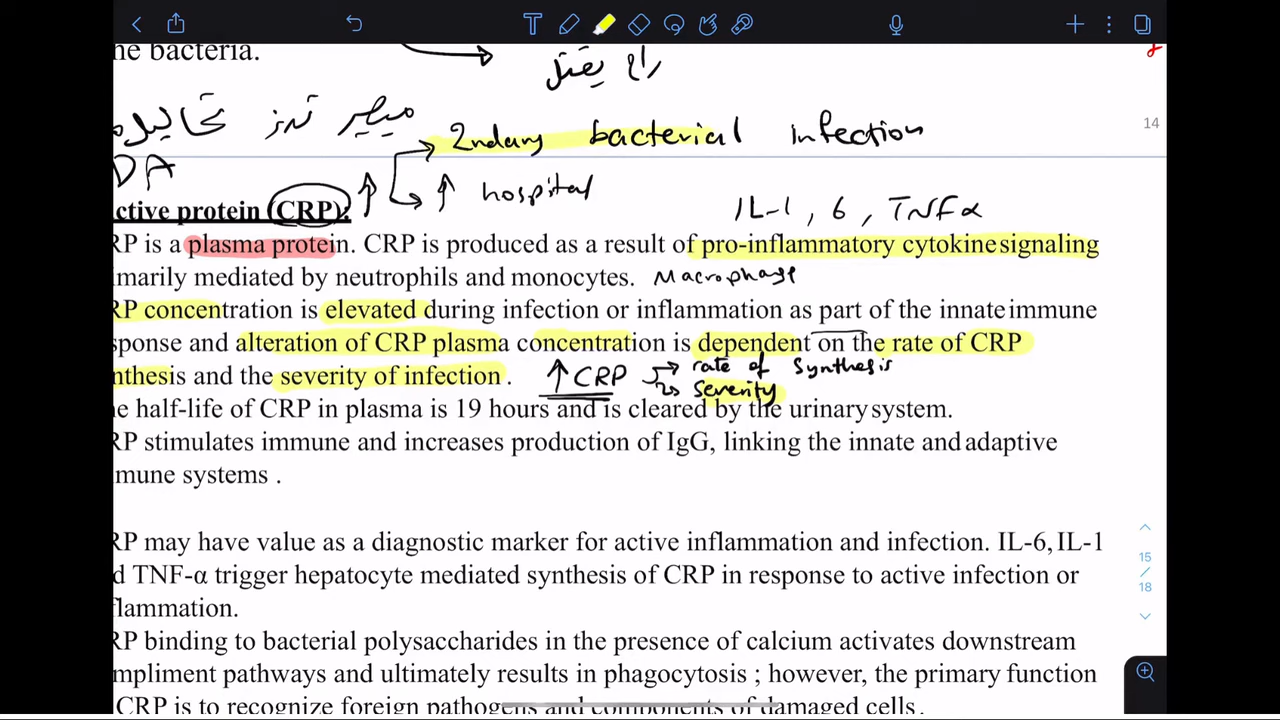 he bacteria.
راح يقتل
14
2ndary bacterial infection
DA
↑ ↑ hospital
ctive protein (CRP):
IL-1, 6, TNFα
RP is a plasma protein. CRP is produced as a result of pro-inflammatory cytokine signaling
imarily mediated by neutrophils and monocytes. Macrophage
RP concentration is elevated during infection or inflammation as part of the innate immune
sponse and alteration of CRP plasma concentration is dependent on the rate of CRP
nthesis and the severity of infection . ↑CRP → rate of synthesis
→ severity
e half-life of CRP in plasma is 19 hours and is cleared by the urinary system.
RP stimulates immune and increases production of IgG, linking the innate and adaptive
mune systems .
RP may have value as a diagnostic marker for active inflammation and infection. IL-6, IL-1
d TNF-α trigger hepatocyte mediated synthesis of CRP in response to active infection or
flammation.
15
/
18
RP binding to bacterial polysaccharides in the presence of calcium activates downstream
mpliment pathways and ultimately results in phagocytosis ; however, the primary function
CRP is to recognize foreign pathogens and components of damaged cells.